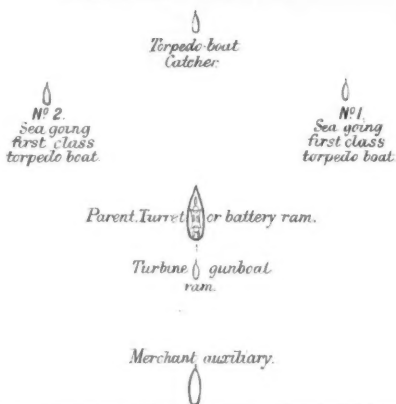 Torpedo-boat
Catcher.
Nº 2.
Sea going
first class
torpedo boat.
Nº 1.
Sea going
first class
torpedo boat.
Parent. Turret or battery ram.
Turbine gunboat
ram.
Merchant auxiliary.